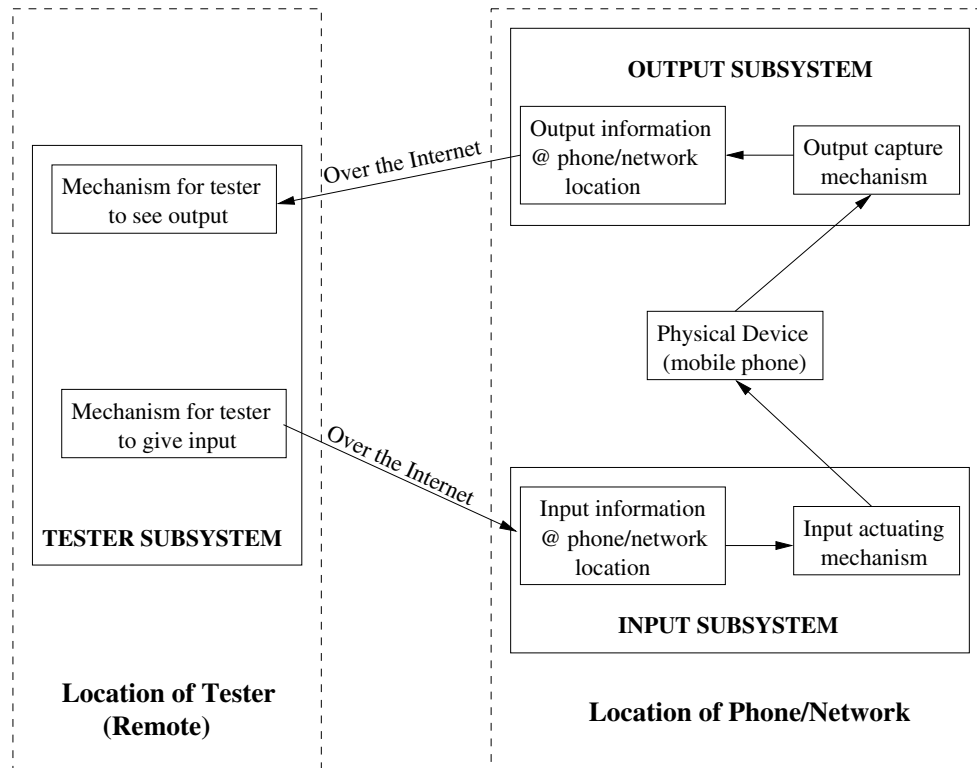 OUTPUT SUBSYSTEM
Output information
@ phone/network
location
Output capture
mechanism
Over the Internet
Mechanism for tester
to see output
Physical Device
(mobile phone)
Mechanism for tester
to give input
Over the Internet
TESTER SUBSYSTEM
Input information
@ phone/network
location
Input actuating
mechanism
INPUT SUBSYSTEM
Location of Tester
(Remote)
Location of Phone/Network